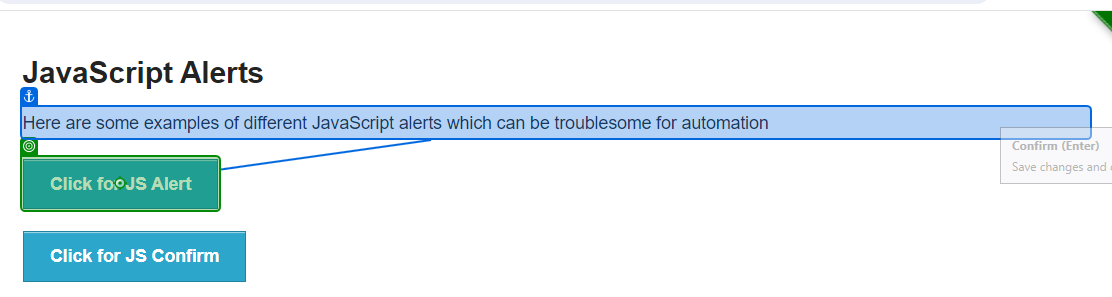 JavaScript Alerts
Here are some examples of different JavaScript alerts which can be troublesome for automation
Confirm (Enter)
Save changes and
Click for JS Alert
Click for JS Confirm